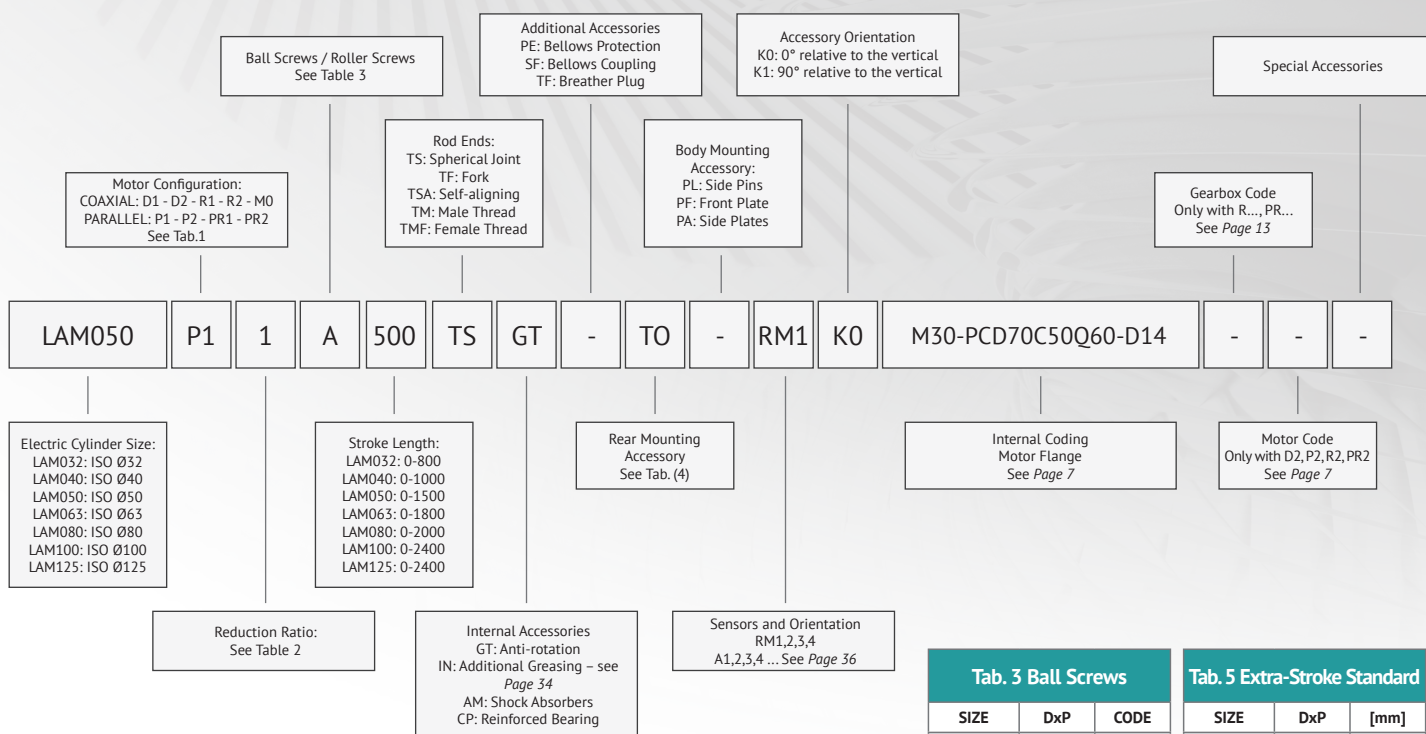 Ball Screws / Roller Screws
See Table 3
Additional Accessories
PE: Bellows Protection
SF: Bellows Coupling
TF: Breather Plug
Accessory Orientation
K0: 0° relative to the vertical
K1: 90° relative to the vertical
Special Accessories
Motor Configuration:
COAXIAL: D1 - D2 - R1 - R2 - M0
PARALLEL: P1 - P2 - PR1 - PR2
See Tab.1
Rod Ends:
TS: Spherical Joint
TF: Fork
TSA: Self-aligning
TM: Male Thread
TMF: Female Thread
Body Mounting
Accessory:
PL: Side Pins
PF: Front Plate
PA: Side Plates
Gearbox Code
Only with R..., PR...
See Page 13
LAM050 P1 1 A 500 TS GT - TO - RM1 K0 M30-PCD70C50Q60-D14 - - -
Electric Cylinder Size:
LAM032: ISO Ø32
LAM040: ISO Ø40
LAM050: ISO Ø50
LAM063: ISO Ø63
LAM080: ISO Ø80
LAM100: ISO Ø100
LAM125: ISO Ø125
Stroke Length:
LAM032: 0-800
LAM040: 0-1000
LAM050: 0-1500
LAM063: 0-1800
LAM080: 0-2000
LAM100: 0-2400
LAM125: 0-2400
Rear Mounting
Accessory
See Tab. (4)
Internal Coding
Motor Flange
See Page 7
Motor Code
Only with D2, P2, R2, PR2
See Page 7
Reduction Ratio:
See Table 2
Internal Accessories
GT: Anti-rotation
IN: Additional Greasing – see
Page 34
AM: Shock Absorbers
CP: Reinforced Bearing
Sensors and Orientation
RM1,2,3,4
A1,2,3,4 ... See Page 36
Tab. 3 Ball Screws
SIZE DxP CODE
Tab. 5 Extra-Stroke Standard
SIZE DxP [mm]